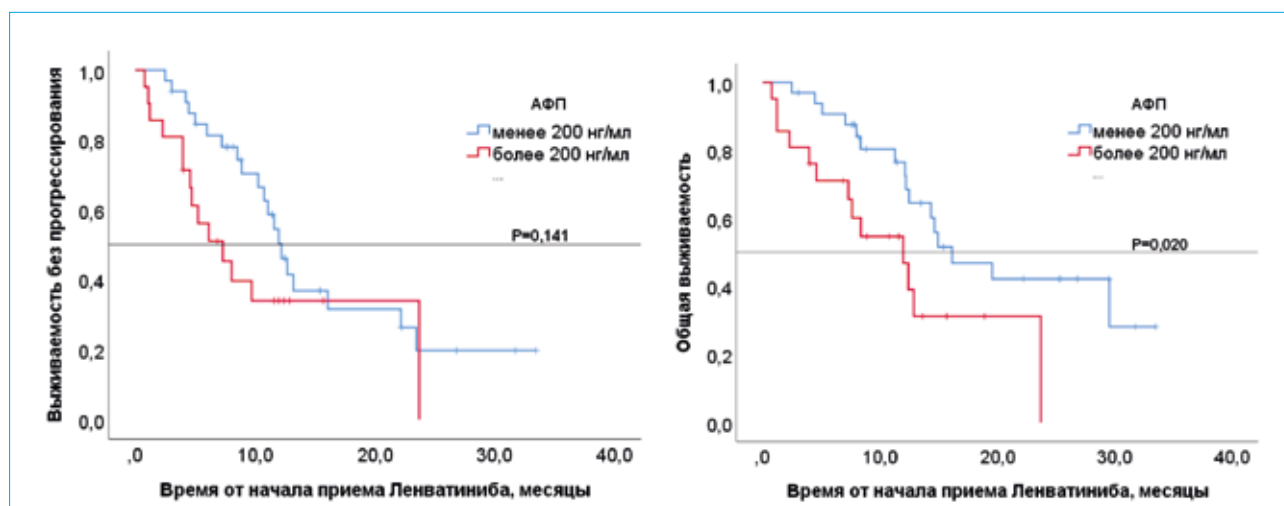 Выживаемость без прогрессирования
1,0
0,8
0,6
0,4
0,2
0,0
АФП
менее 200 нг/мл
более 200 нг/мл
...
P=0,141
,0 10,0 20,0 30,0 40,0
Время от начала приема Ленватиниба, месяцы
Общая выживаемость
1,0
0,8
0,6
0,4
0,2
0,0
АФП
менее 200 нг/мл
более 200 нг/мл
...
P=0,020
,0 10,0 20,0 30,0 40,0
Время от начала приема Ленватиниба, месяцы